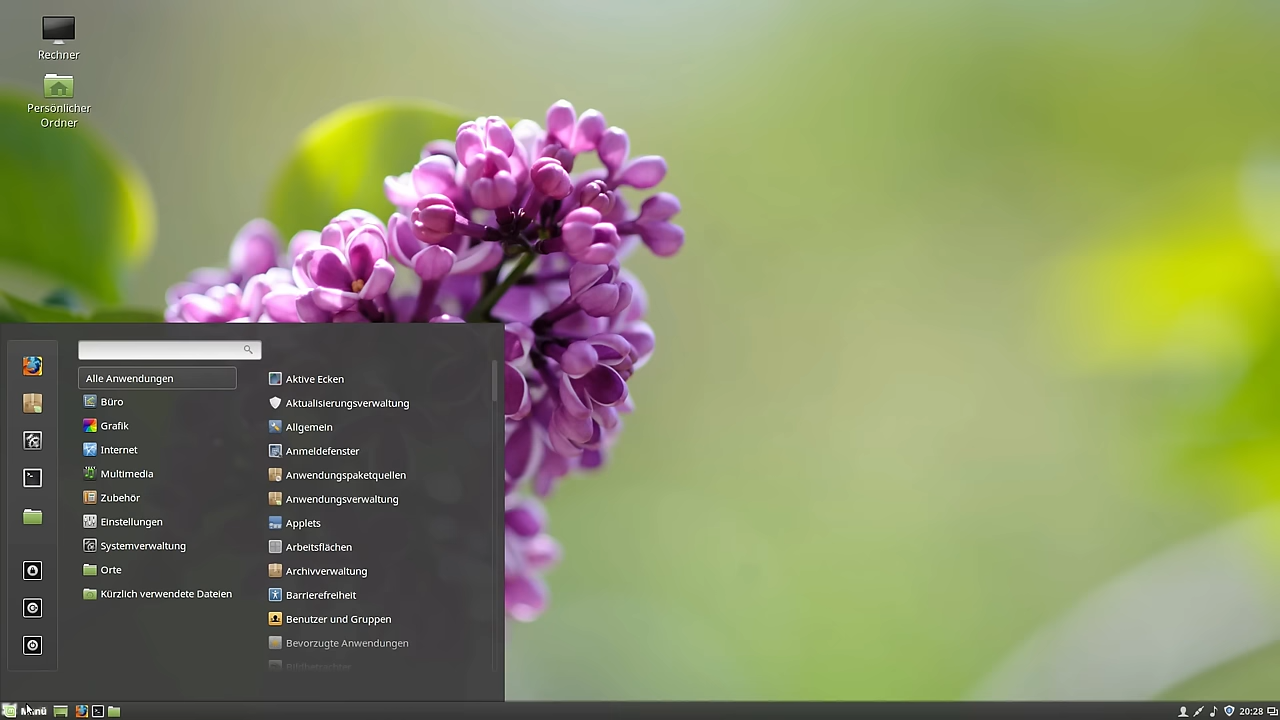 Rechner
Persönlicher
Ordner
Alle Anwendungen
Büro
Grafik
Internet
Multimedia
Zubehör
Einstellungen
Systemverwaltung
Orte
Kürzlich verwendete Dateien
Aktive Ecken
Aktualisierungsverwaltung
Allgemein
Anmeldefenster
Anwendungspaketquellen
Anwendungsverwaltung
Applets
Arbeitsflächen
Archivverwaltung
Barrierefreiheit
Benutzer und Gruppen
Bevorzugte Anwendungen
Menü
20:28